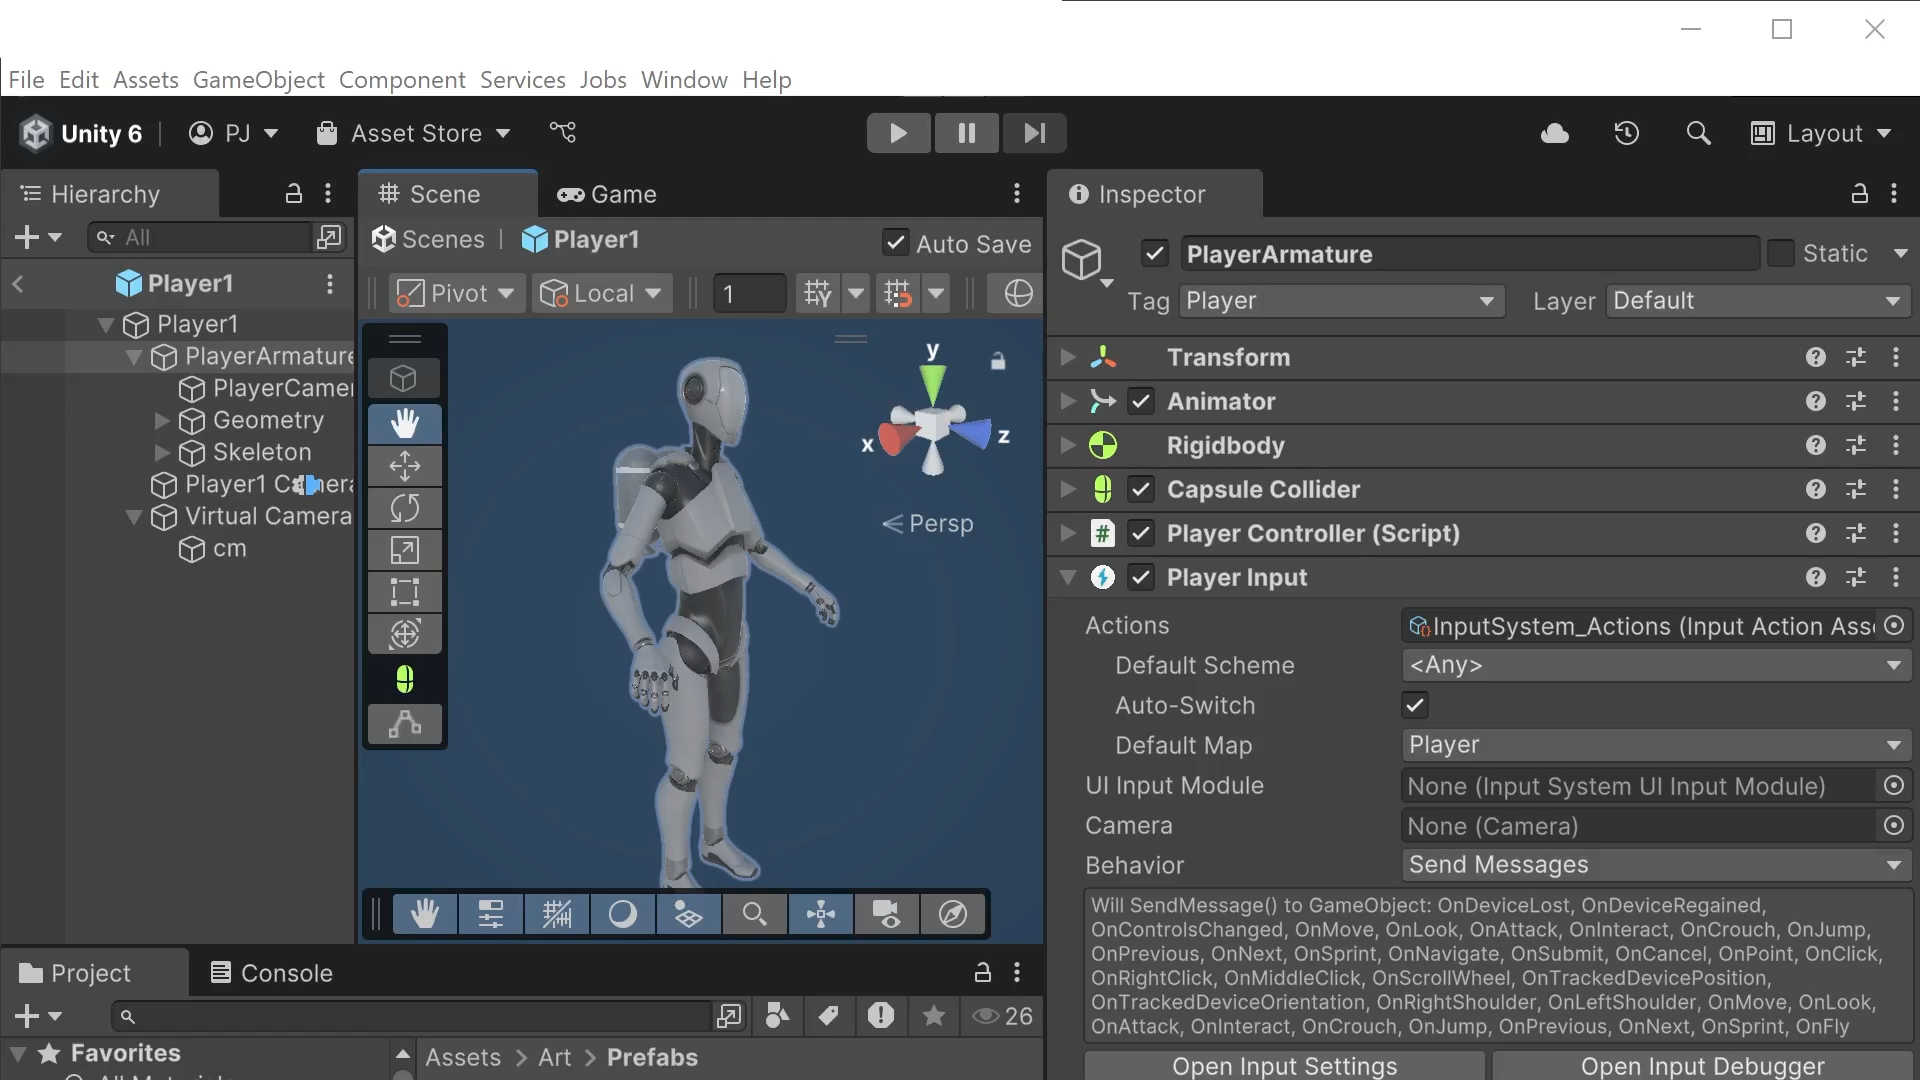 File Edit Assets GameObject Component Services Jobs Window Help
Unity 6 PJ Asset Store Layout
Hierarchy
All
Player1
Player1
PlayerArmature
PlayerCamer
Geometry
Skeleton
Player1 Camera
Virtual Camera
cm
Scene Game
Scenes Player1 Auto Save
Pivot Local 1
y
x z
Persp
Inspector
PlayerArmature Static
Tag Player Layer Default
Transform
Animator
Rigidbody
Capsule Collider
Player Controller (Script)
Player Input
Actions InputSystem_Actions (Input Action Ass
Default Scheme <Any>
Auto-Switch
Default Map Player
UI Input Module None (Input System UI Input Module)
Camera None (Camera)
Behavior Send Messages
Will SendMessage() to GameObject: OnDeviceLost, OnDeviceRegained,
OnControlsChanged, OnMove, OnLook, OnAttack, OnInteract, OnCrouch, OnJump,
OnPrevious, OnNext, OnSprint, OnNavigate, OnSubmit, OnCancel, OnPoint, OnClick,
OnRightClick, OnMiddleClick, OnScrollWheel, OnTrackedDevicePosition,
OnTrackedDeviceOrientation, OnRightShoulder, OnLeftShoulder, OnMove, OnLook,
OnAttack, OnInteract, OnCrouch, OnJump, OnPrevious, OnNext, OnSprint, OnFly
Open Input Settings Open Input Debugger
Project Console
26
Favorites
Assets > Art > Prefabs